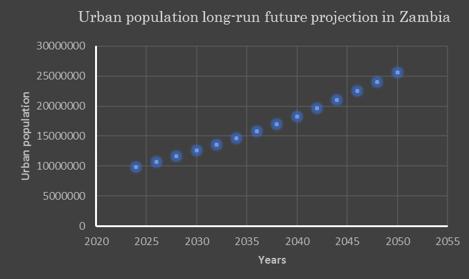 Urban population long-run future projection in Zambia
30000000
25000000
20000000
15000000
10000000
5000000
0
Urban population
2020 2025 2030 2035 2040 2045 2050 2055
Years